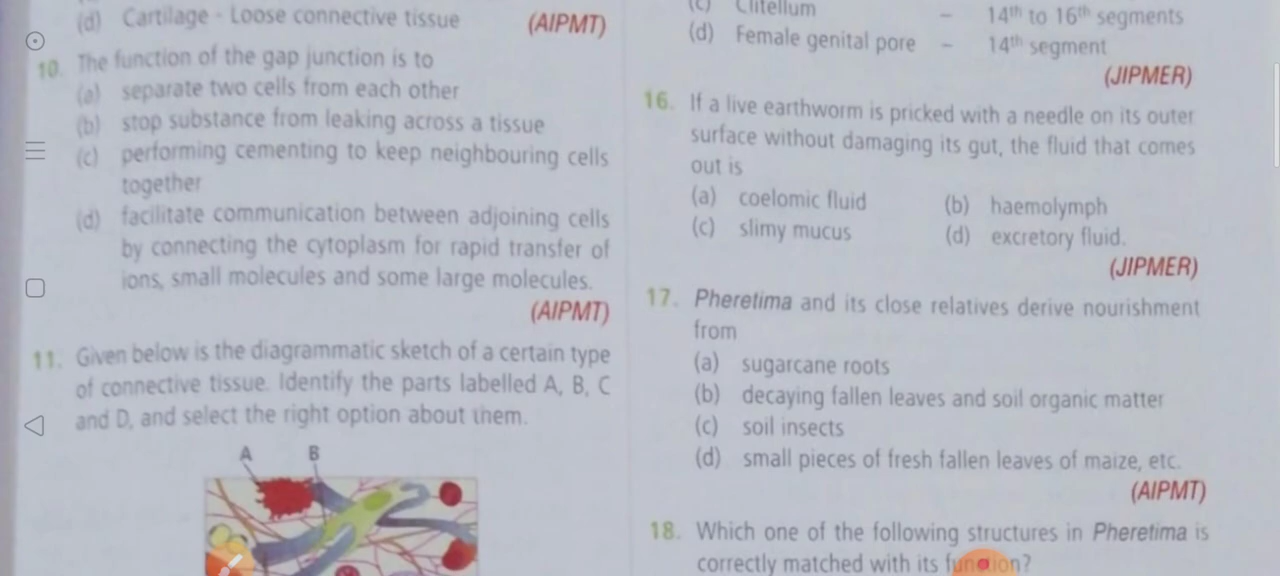 (d) Cartilage - Loose connective tissue (AIPMT)
10. The function of the gap junction is to
(a) separate two cells from each other
(b) stop substance from leaking across a tissue
(c) performing cementing to keep neighbouring cells
together
(d) facilitate communication between adjoining cells
by connecting the cytoplasm for rapid transfer of
ions, small molecules and some large molecules.
(AIPMT)
11. Given below is the diagrammatic sketch of a certain type
of connective tissue. Identify the parts labelled A, B, C
and D, and select the right option about them.
A B
(c) Clitellum – 14th to 16th segments
(d) Female genital pore – 14th segment
(JIPMER)
16. If a live earthworm is pricked with a needle on its outer
surface without damaging its gut, the fluid that comes
out is
(a) coelomic fluid (b) haemolymph
(c) slimy mucus (d) excretory fluid.
(JIPMER)
17. Pheretima and its close relatives derive nourishment
from
(a) sugarcane roots
(b) decaying fallen leaves and soil organic matter
(c) soil insects
(d) small pieces of fresh fallen leaves of maize, etc.
(AIPMT)
18. Which one of the following structures in Pheretima is
correctly matched with its function?